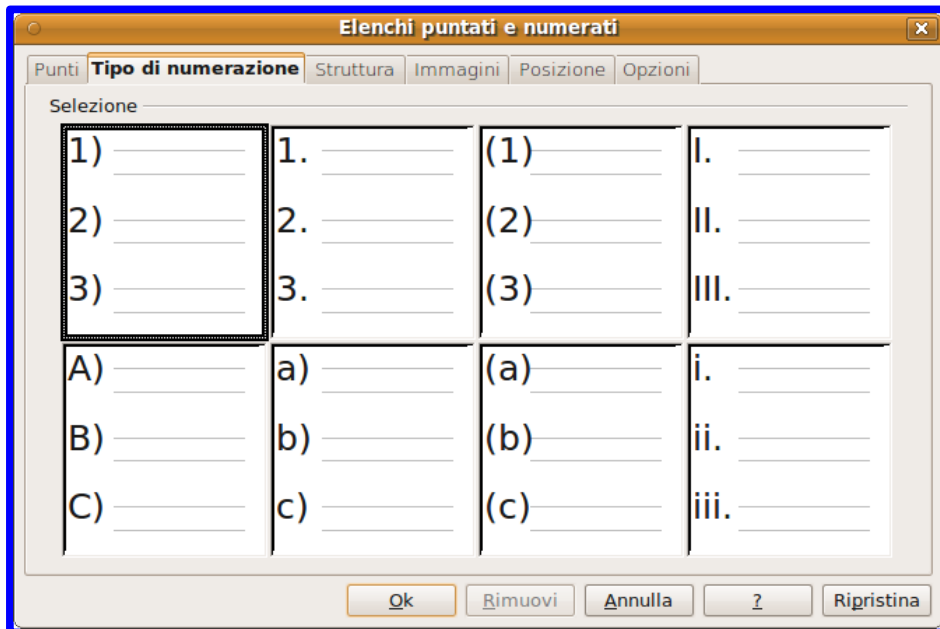 Elenchi puntati e numerati
Punti Tipo di numerazione Struttura Immagini Posizione Opzioni
Selezione
1) 1. (1) I.
2) 2. (2) II.
3) 3. (3) III.
A) a) (a) i.
B) b) (b) ii.
C) c) (c) iii.
Ok Rimuovi Annulla ? Ripristina